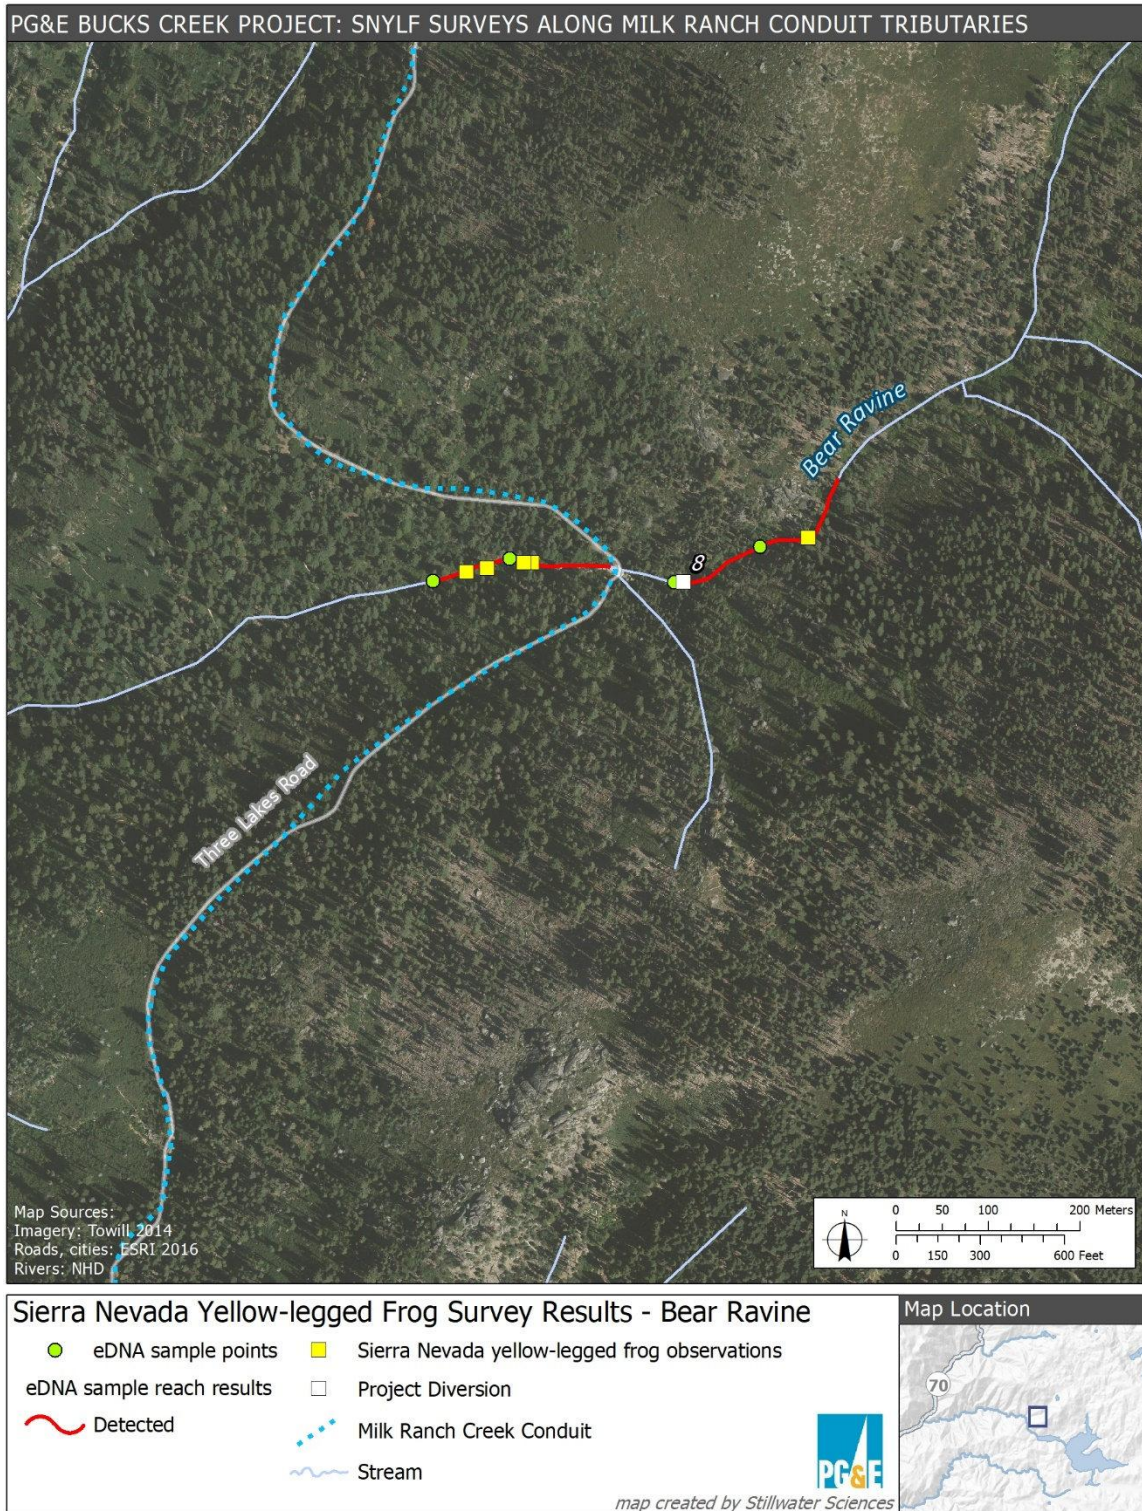 PG&E BUCKS CREEK PROJECT: SNYLF SURVEYS ALONG MILK RANCH CONDUIT TRIBUTARIES
Bear Ravine
8
Three Lakes Road
Map Sources:
Imagery: Towill 2014
Roads, cities: ESRI 2016
Rivers: NHD
N
0 50 100 200 Meters
0 150 300 600 Feet
Sierra Nevada Yellow-legged Frog Survey Results - Bear Ravine
eDNA sample points
Sierra Nevada yellow-legged frog observations
eDNA sample reach results
Project Diversion
Detected
Milk Ranch Creek Conduit
Stream
PG&E
map created by Stillwater Sciences
Map Location
70